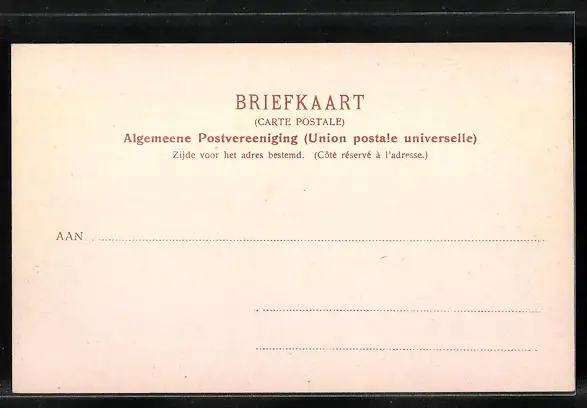 BRIEFKAART
(CARTE POSTALE)
Algemeene Postvereeniging (Union postale universelle)
Zijde voor het adres bestemd. (Côté réservé à l'adresse.)
AAN